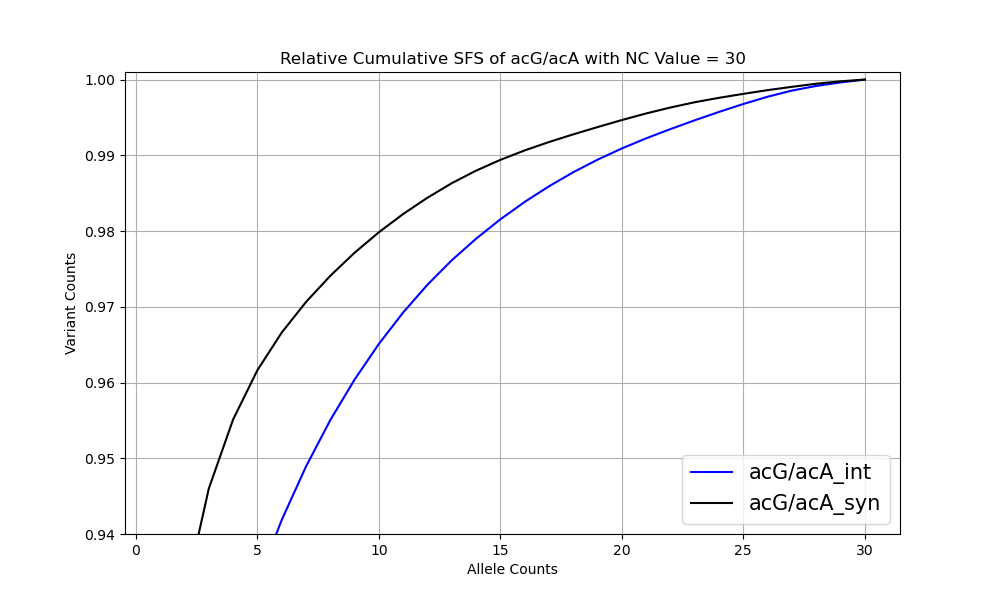 Relative Cumulative SFS of acG/acA with NC Value = 30
1.00
0.99
0.98
0.97
0.96
0.95
0.94
Variant Counts
0 5 10 15 20 25 30
Allele Counts
acG/acA_int
acG/acA_syn